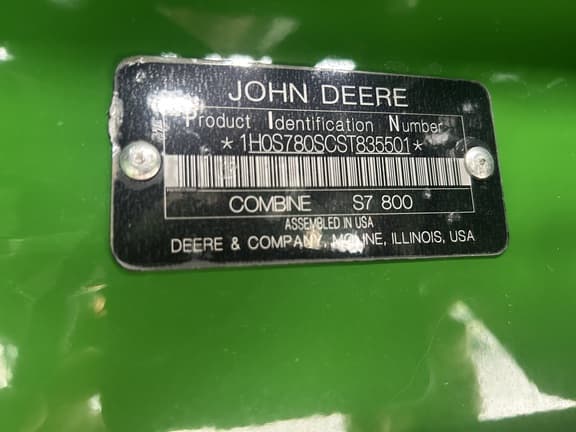 JOHN DEERE
Product Identification Number
*1H0S780SCST835501*
COMBINE S7 800
ASSEMBLED IN USA
DEERE & COMPANY, MOLINE, ILLINOIS, USA